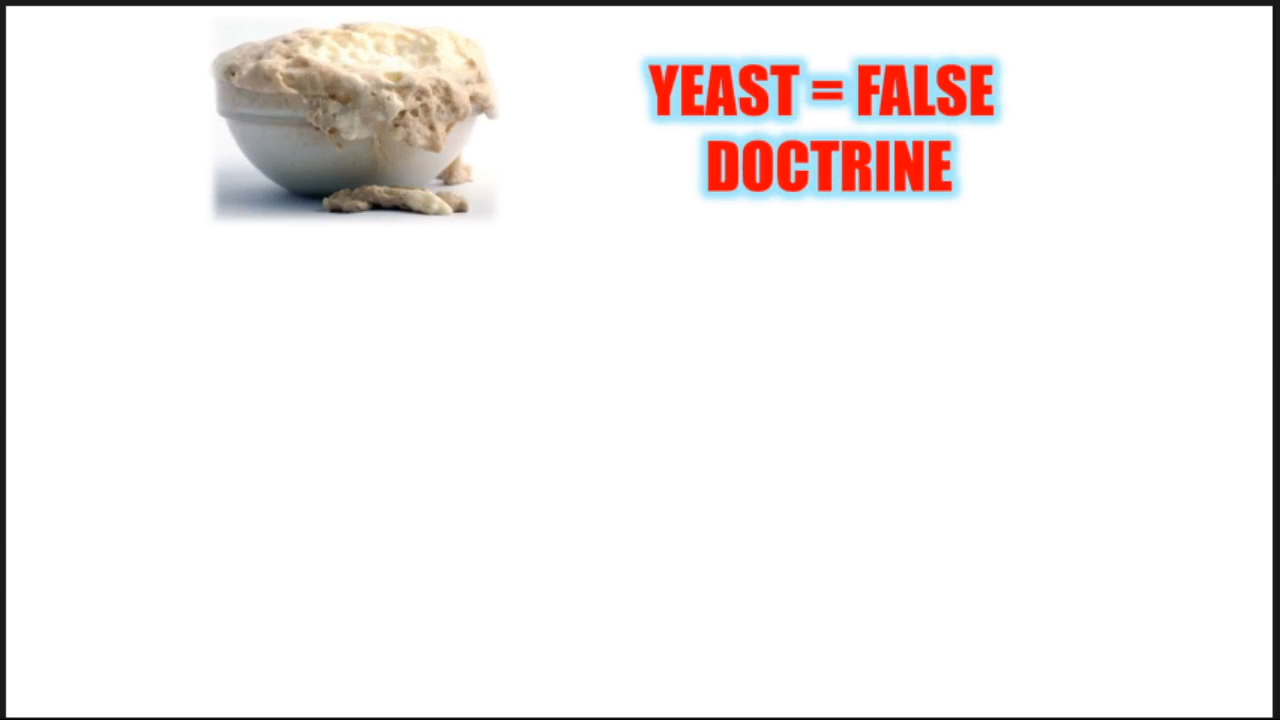 YEAST = FALSE
DOCTRINE